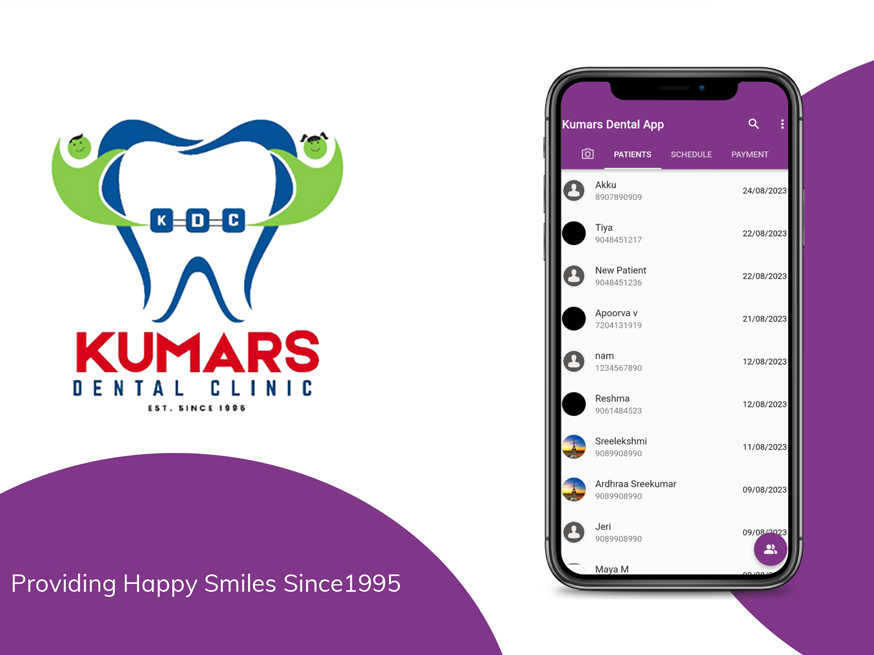 K D C
KUMARS
DENTAL CLINIC
EST. SINCE 1995
Providing Happy Smiles Since1995
Kumars Dental App
PATIENTS SCHEDULE PAYMENT
Akku 24/08/2023
8907890909
Tiya 22/08/2023
9048451217
New Patient 22/08/2023
9048451236
Apoorva v 21/08/2023
7204131919
nam 12/08/2023
1234567890
Reshma 12/08/2023
9061484523
Sreelekshmi 11/08/2023
9089908990
Ardhraa Sreekumar 09/08/2023
9089908990
Jeri 09/08/2023
9089908990
Maya M